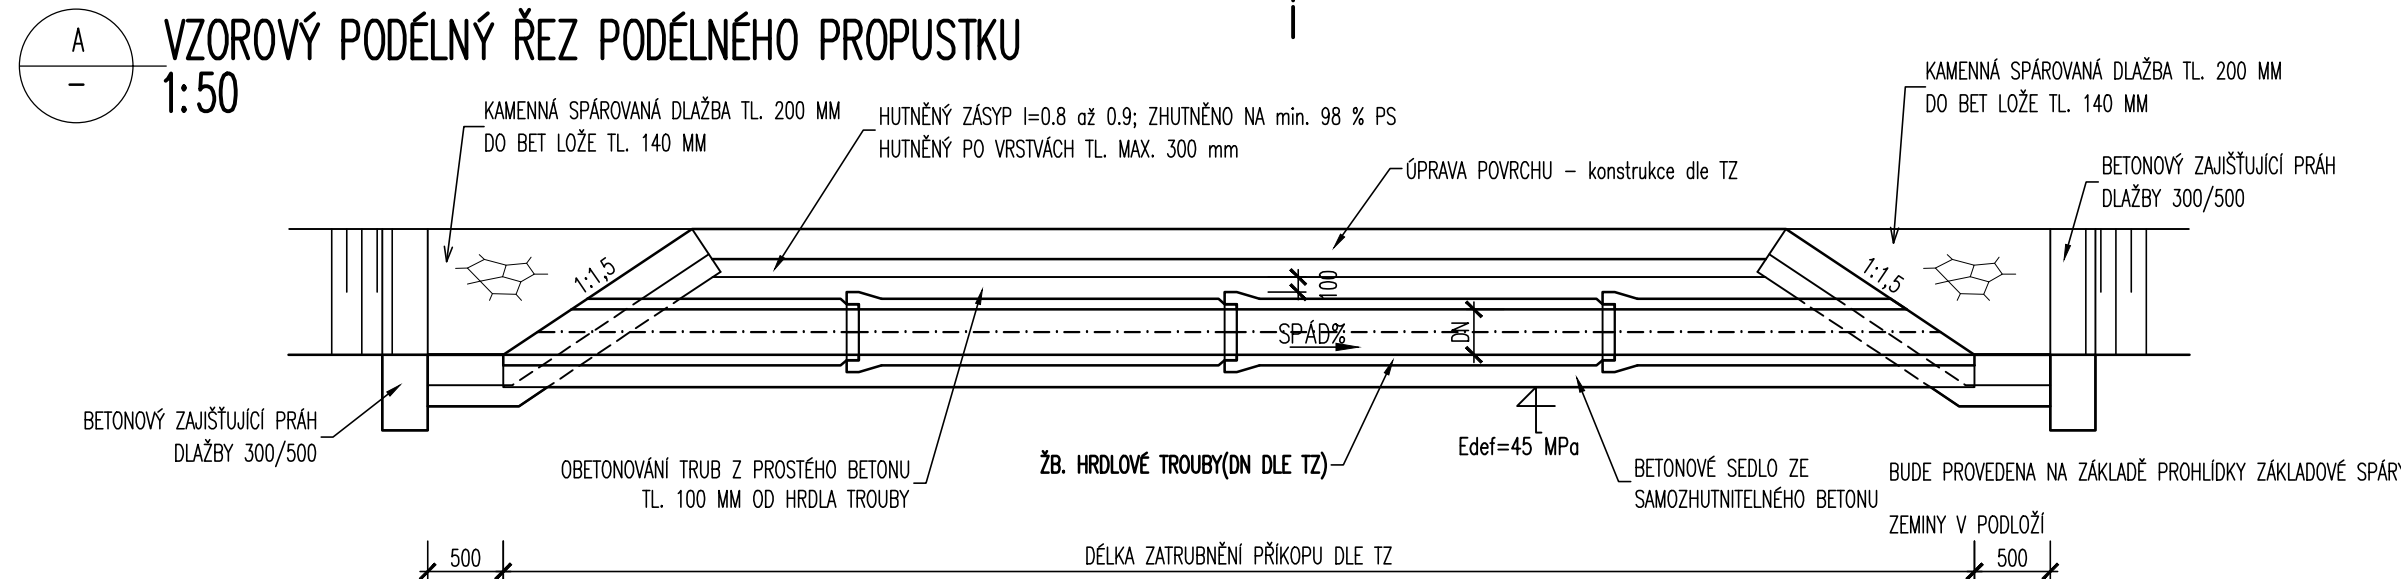 A
VZOROVÝ PODÉLNÝ ŘEZ PODÉLNÉHO PROPUSTKU
–
1:50
KAMENNÁ SPÁROVANÁ DLAŽBA TL. 200 MM
DO BET LOŽE TL. 140 MM
HUTNĚNÝ ZÁSYP I=0.8 až 0.9; ZHUTNĚNO NA min. 98 % PS
HUTNĚNÝ PO VRSTVÁCH TL. MAX. 300 mm
ÚPRAVA POVRCHU – konstrukce dle TZ
KAMENNÁ SPÁROVANÁ DLAŽBA TL. 200 MM
DO BET LOŽE TL. 140 MM
BETONOVÝ ZAJIŠŤUJÍCÍ PRÁH
DLAŽBY 300/500
1:1,5
100
1:1,5
SPÁD%
DN
BETONOVÝ ZAJIŠŤUJÍCÍ PRÁH
DLAŽBY 300/500
OBETONOVÁNÍ TRUB Z PROSTÉHO BETONU
TL. 100 MM OD HRDLA TROUBY
ŽB. HRDLOVÉ TROUBY(DN DLE TZ)
Edef=45 MPa
BETONOVÉ SEDLO ZE
SAMOZHUTNITELNÉHO BETONU
BUDE PROVEDENA NA ZÁKLADĚ PROHLÍDKY ZÁKLADOVÉ SPÁRY
ZEMINY V PODLOŽÍ
500
DÉLKA ZATRUBNĚNÍ PŘÍKOPU DLE TZ
500